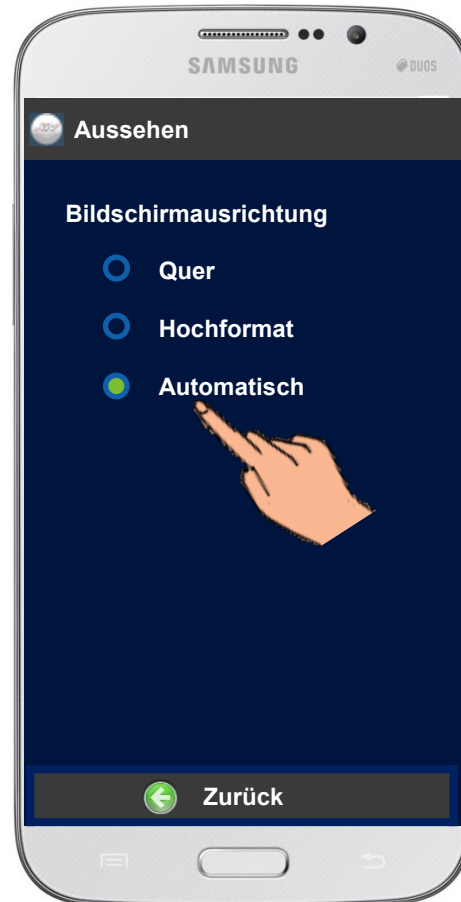 SAMSUNG
DUOS
Aussehen
Bildschirmausrichtung
Quer
Hochformat
Automatisch
Zurück